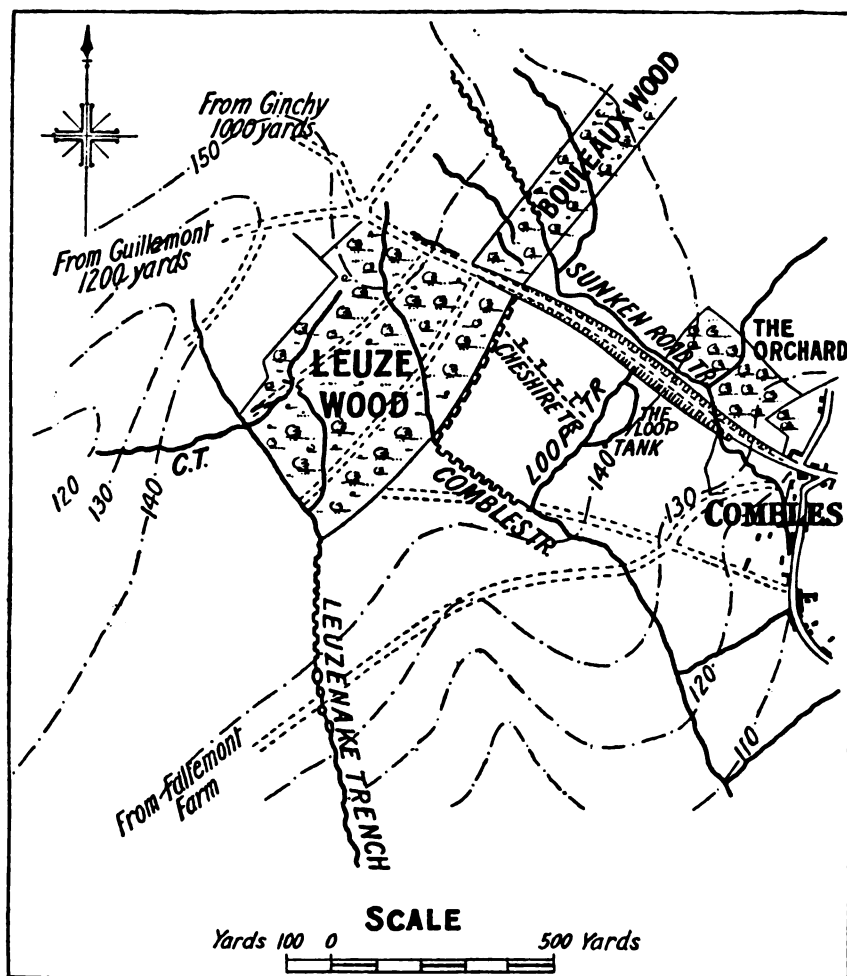 From Ginchy
1000 yards
150
From Guillemont
1200 yards
BOULEAUX WOOD
SUNKEN ROAD TR
THE
ORCHARD
LEUZE
WOOD
CHESHIRE TR
LOOP TR
THE LOOP
TANK
140
C.T.
120
130
140
COMBLES TR
130
COMBLES
LEUZENAKE TRENCH
120
110
From Falfemont
Farm
SCALE
Yards 100 0 500 Yards